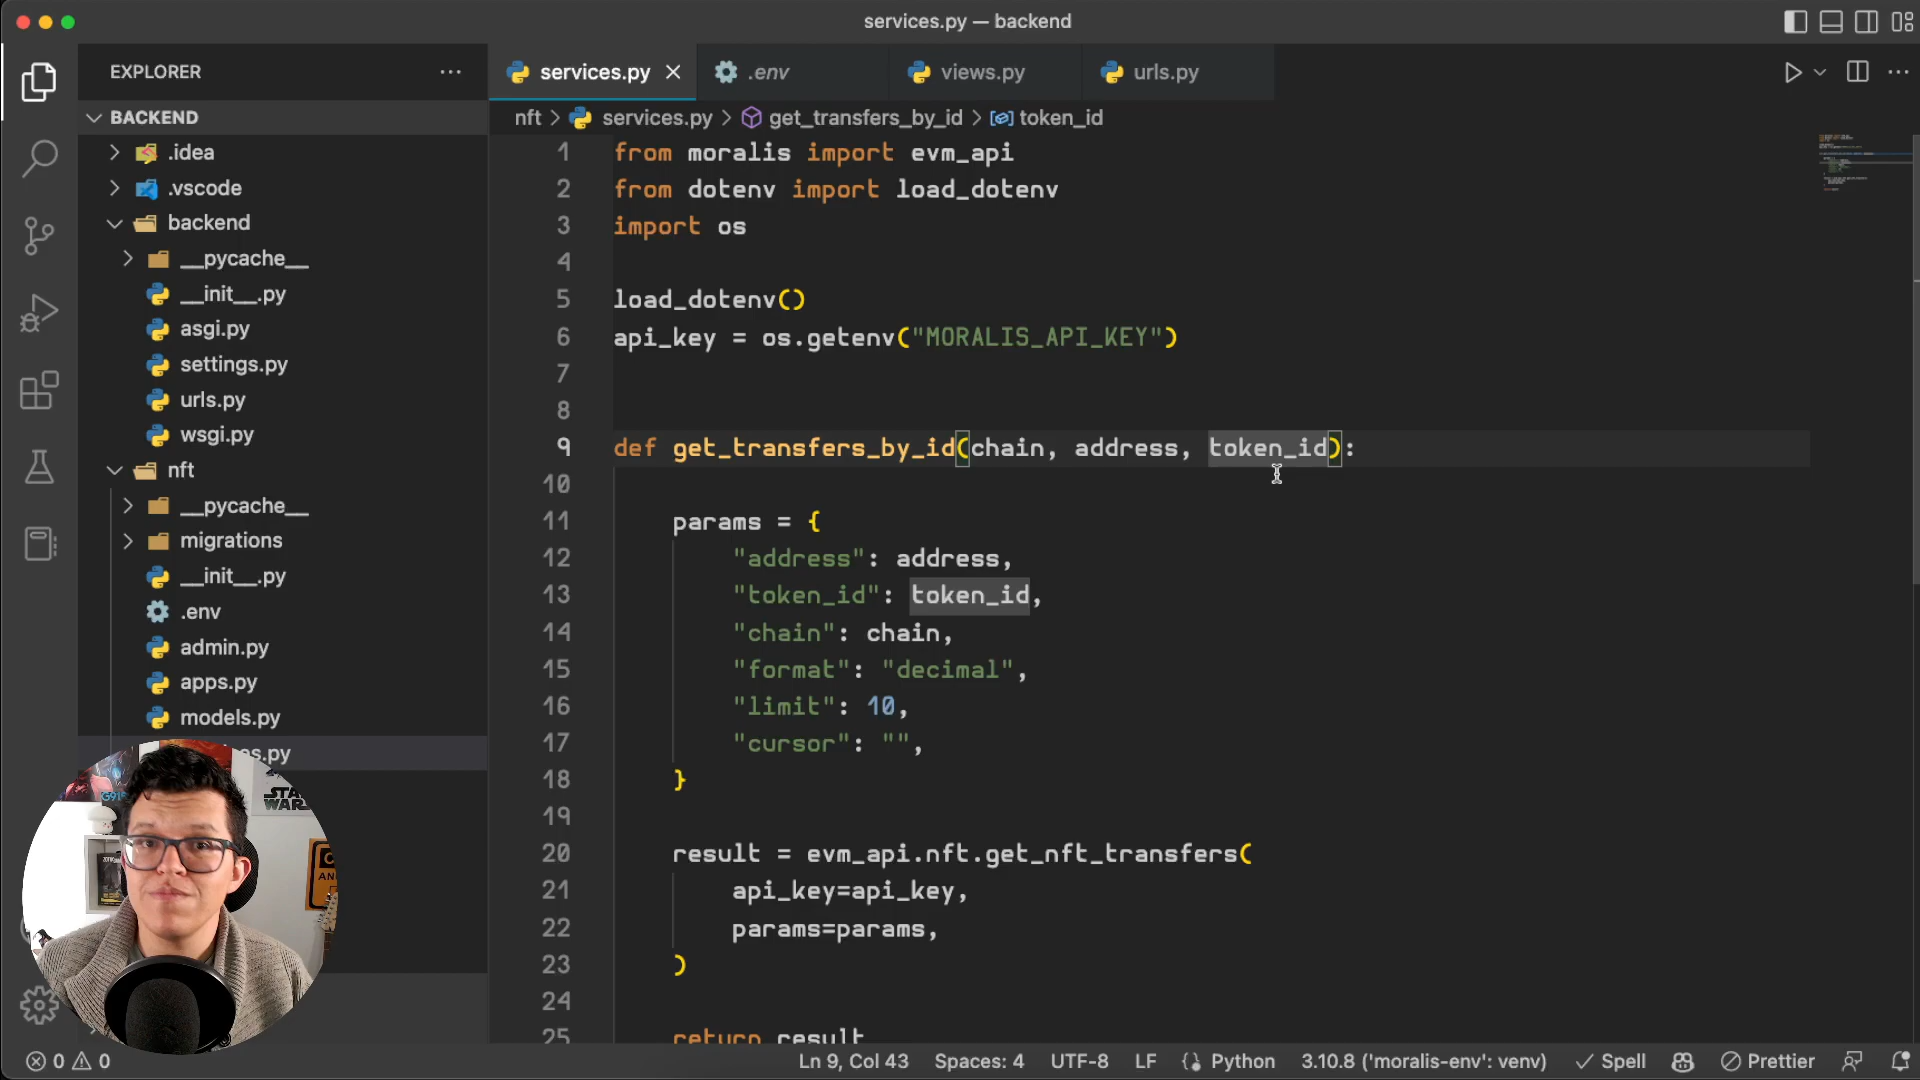 services.py — backend
EXPLORER
services.py
.env
views.py
urls.py
BACKEND
nft > services.py > get_transfers_by_id > token_id
.idea
.vscode
backend
__pycache__
__init__.py
asgi.py
settings.py
urls.py
wsgi.py
nft
__pycache__
migrations
__init__.py
.env
admin.py
apps.py
models.py
es.py
1 from moralis import evm_api
2 from dotenv import load_dotenv
3 import os
4
5 load_dotenv()
6 api_key = os.getenv("MORALIS_API_KEY")
7
8
9 def get_transfers_by_id(chain, address, token_id):
10
11 params = {
12 "address": address,
13 "token_id": token_id,
14 "chain": chain,
15 "format": "decimal",
16 "limit": 10,
17 "cursor": "",
18 }
19
20 result = evm_api.nft.get_nft_transfers(
21 api_key=api_key,
22 params=params,
23 )
24
25 return result
STAR
WARS
0 0
Ln 9, Col 43 Spaces: 4 UTF-8 LF Python 3.10.8 ('moralis-env': venv) Spell Prettier